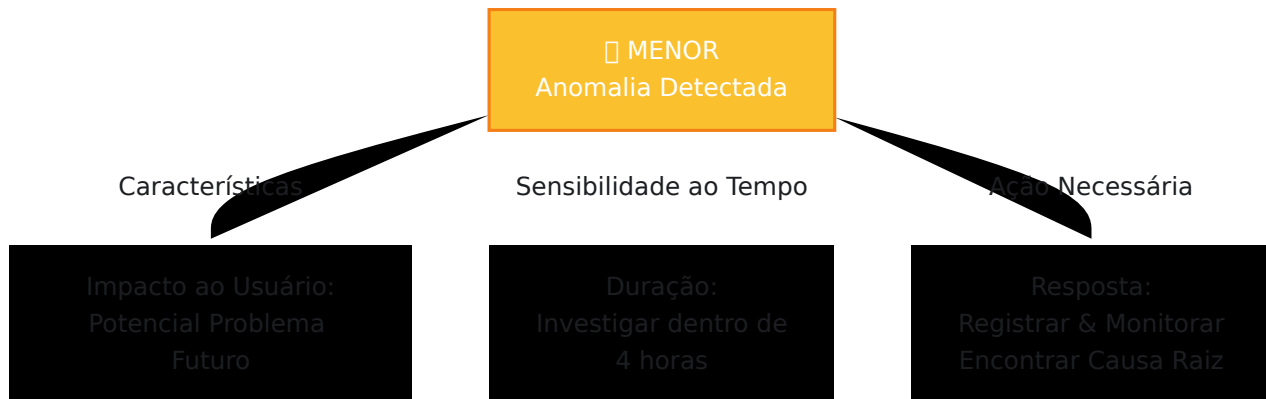 MENOR
Anomalia Detectada
Características
Sensibilidade ao Tempo
Ação Necessária
Impacto ao Usuário:
Potencial Problema
Futuro
Duração:
Investigar dentro de
4 horas
Resposta:
Registrar & Monitorar
Encontrar Causa Raiz